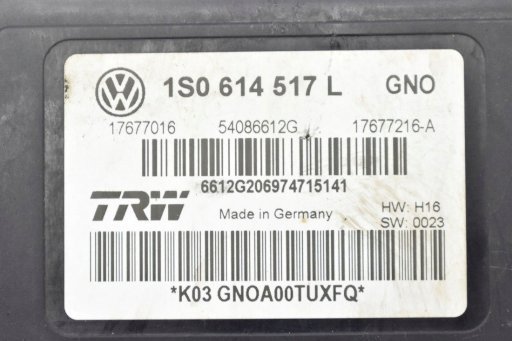 1S0 614 517 L GNO
17677016 54086612G 17677216-A
6612G206974715141
TRW Made in Germany HW: H16
SW: 0023
*K03 GNOA00TUXFQ*